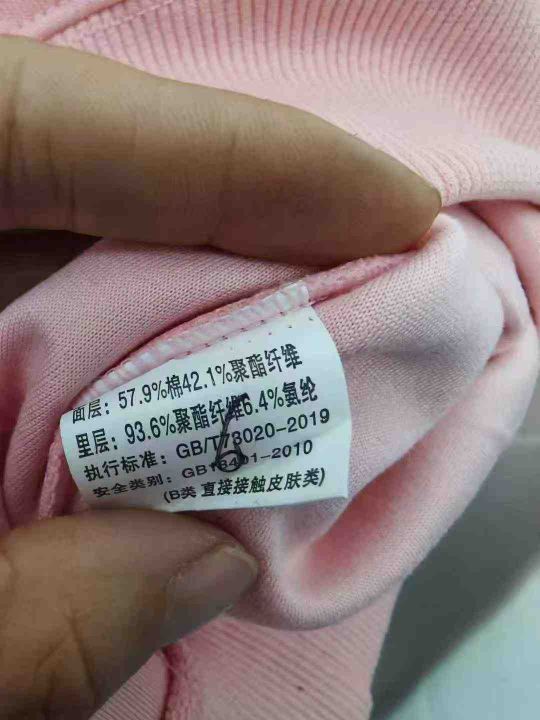 面层：57.9%棉42.1%聚酯纤维
里层：93.6%聚酯纤维6.4%氨纶
执行标准：GB/T73020-2019
安全类别：GB18401-2010
(B类 直接接触皮肤类)